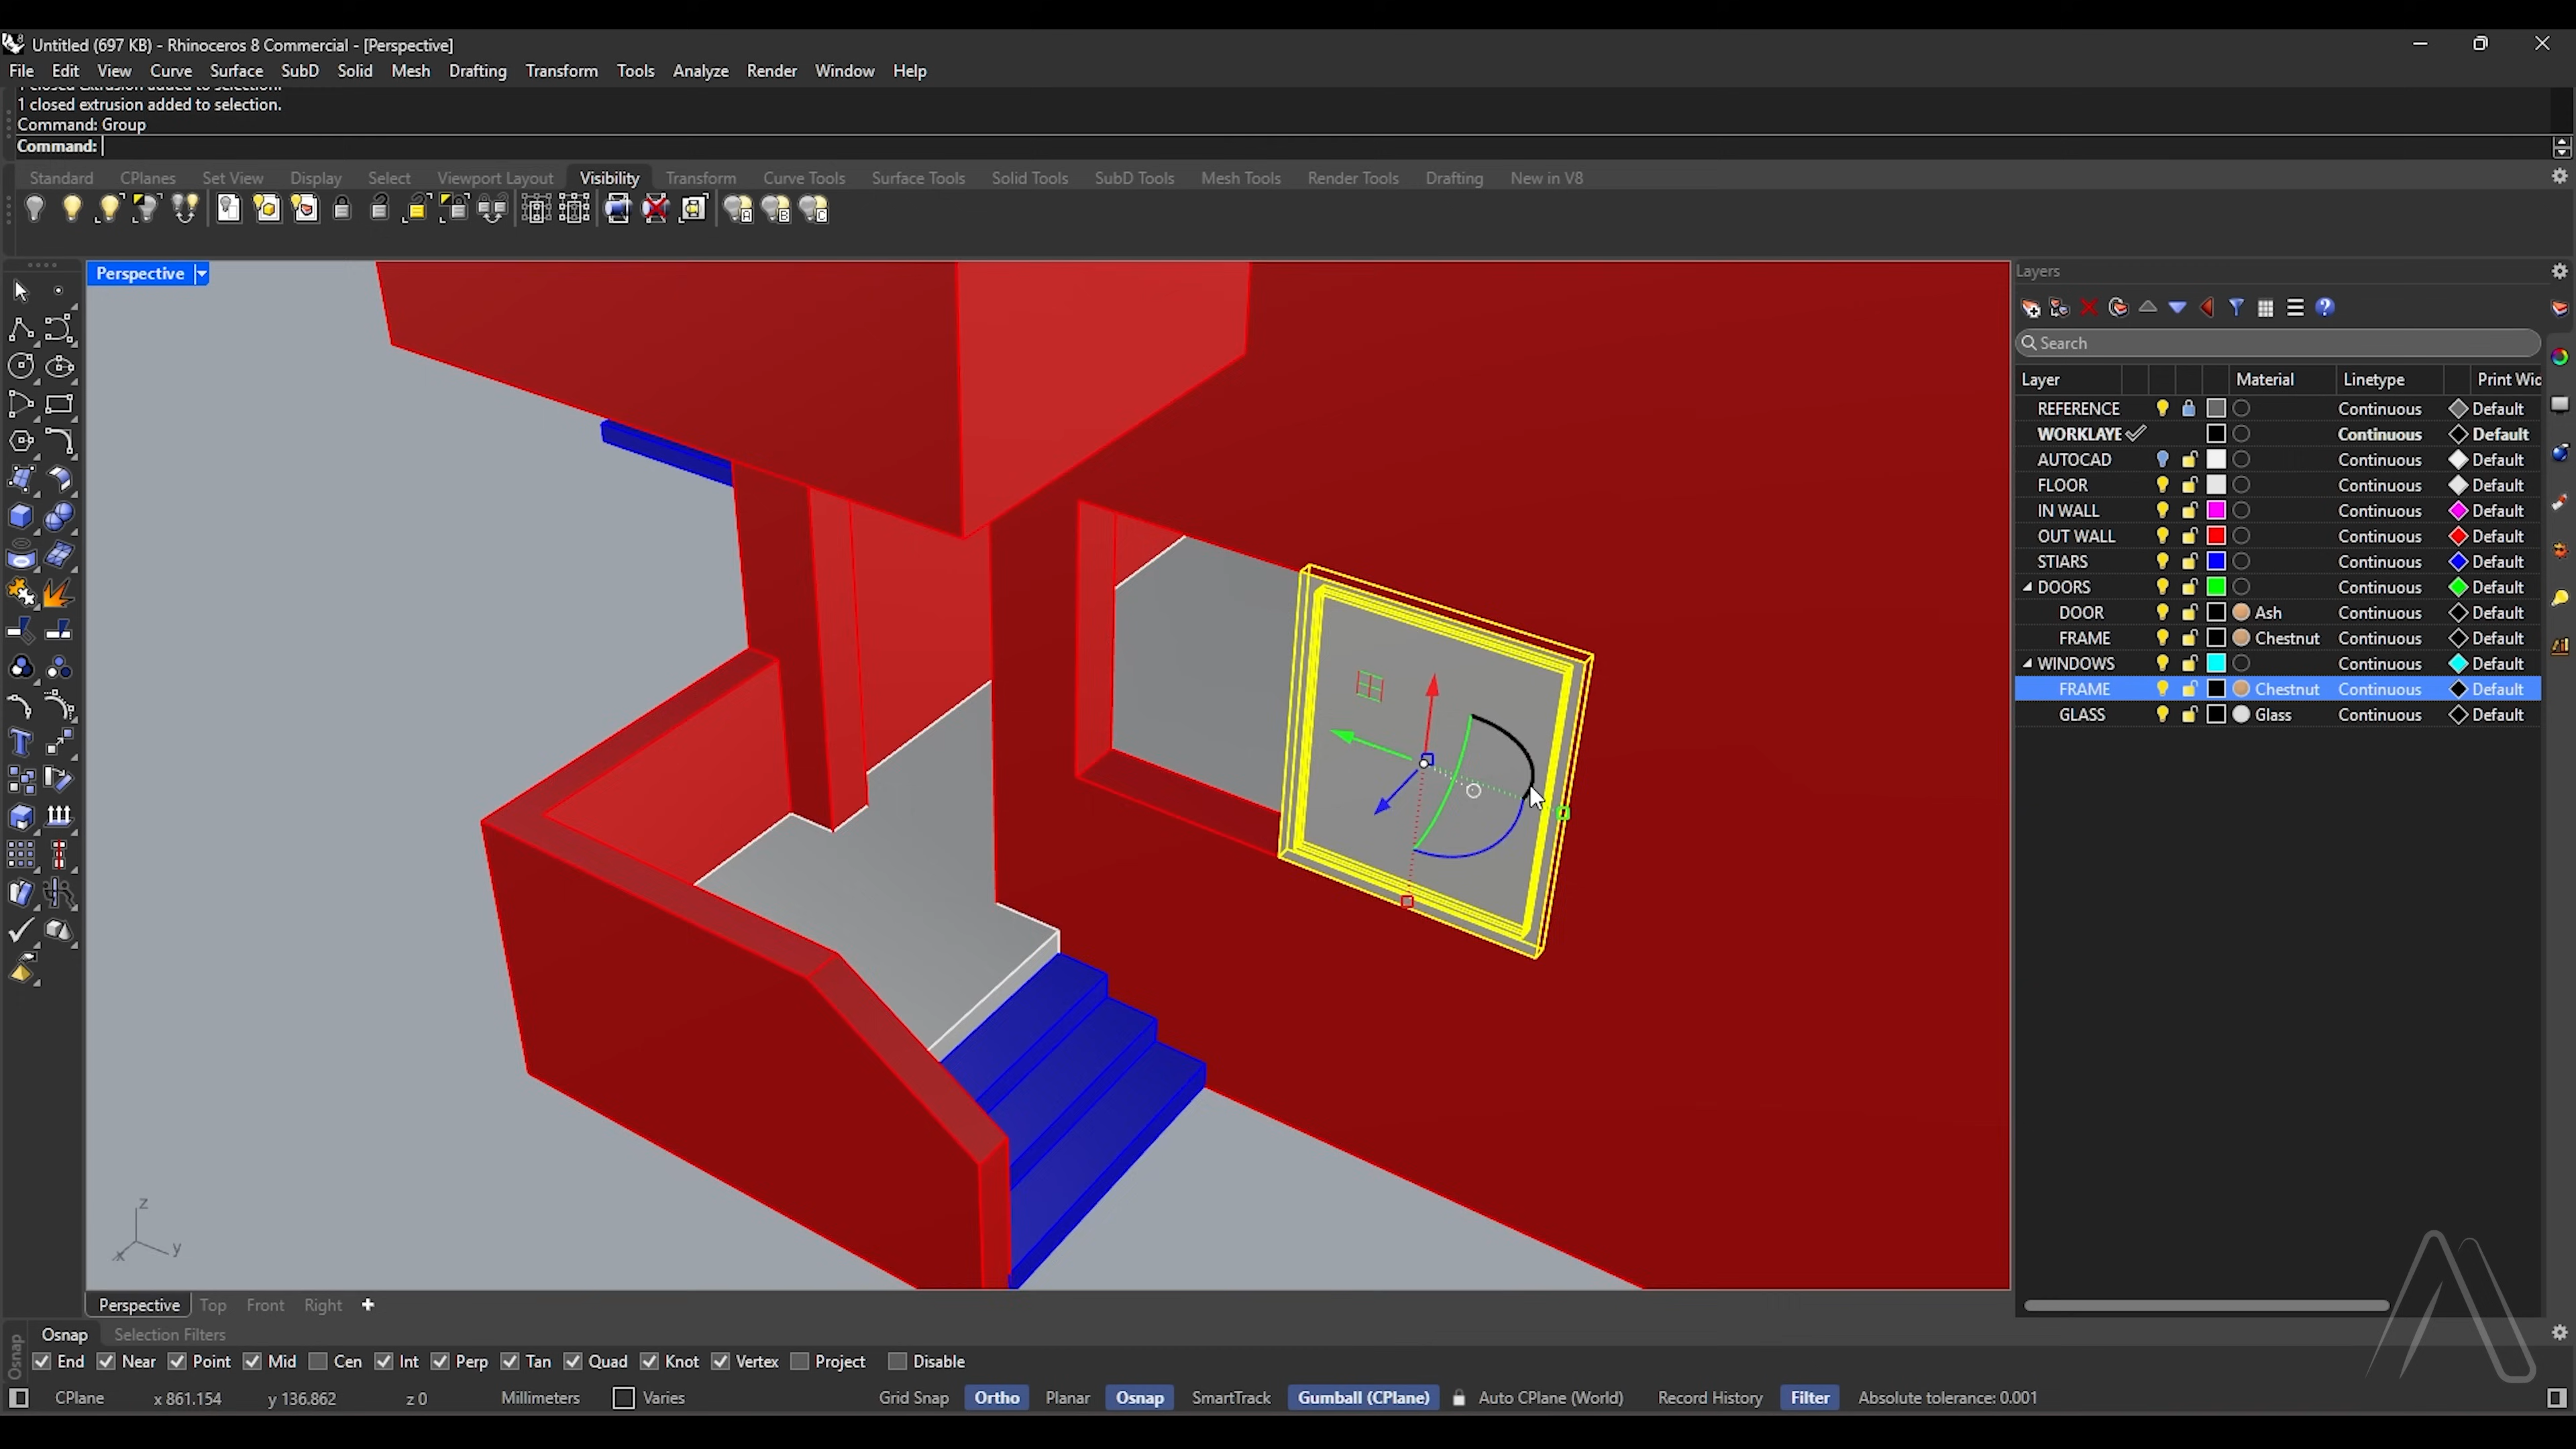 Untitled (697 KB) - Rhinoceros 8 Commercial - [Perspective]
File Edit View Curve Surface SubD Solid Mesh Drafting Transform Tools Analyze Render Window Help
1 closed extrusion added to selection.
1 closed extrusion added to selection.
Command: Group
Command:
Standard CPlanes Set View Display Select Viewport Layout Visibility Transform Curve Tools Surface Tools Solid Tools SubD Tools Mesh Tools Render Tools Drafting New in V8
Perspective
Layers
Search
Layer Material Linetype Print Wic
REFERENCE Continuous Default
WORKLAYE Continuous Default
AUTOCAD Continuous Default
FLOOR Continuous Default
IN WALL Continuous Default
OUT WALL Continuous Default
STIARS Continuous Default
DOORS Continuous Default
DOOR Ash Continuous Default
FRAME Chestnut Continuous Default
WINDOWS Continuous Default
FRAME Chestnut Continuous Default
GLASS Glass Continuous Default
z
y
x
Perspective Top Front Right
Osnap Selection Filters
Osnap
End Near Point Mid Cen Int Perp Tan Quad Knot Vertex Project Disable
CPlane x 861.154 y 136.862 z 0 Millimeters Varies Grid Snap Ortho Planar Osnap SmartTrack Gumball (CPlane) Auto CPlane (World) Record History Filter Absolute tolerance: 0.001